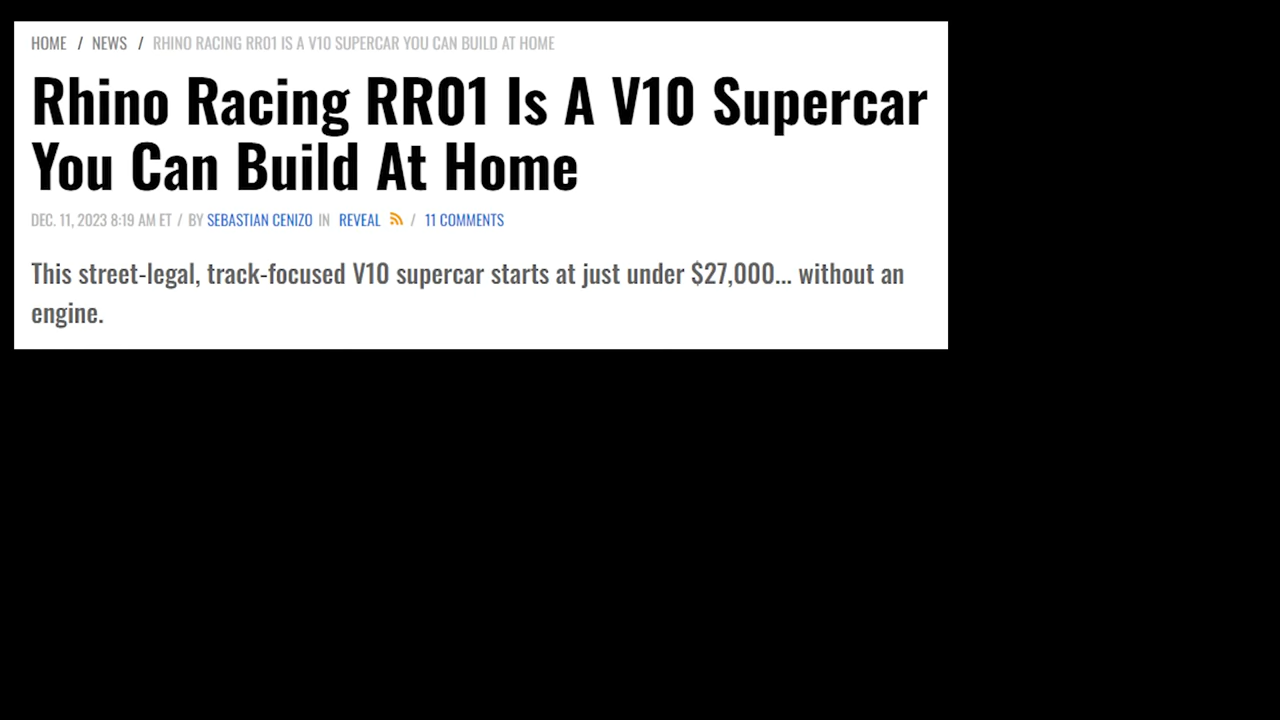 HOME / NEWS / RHINO RACING RR01 IS A V10 SUPERCAR YOU CAN BUILD AT HOME
Rhino Racing RR01 Is A V10 Supercar
You Can Build At Home
DEC. 11, 2023 8:19 AM ET / BY SEBASTIAN CENIZO IN REVEAL / 11 COMMENTS
This street-legal, track-focused V10 supercar starts at just under $27,000... without an
engine.